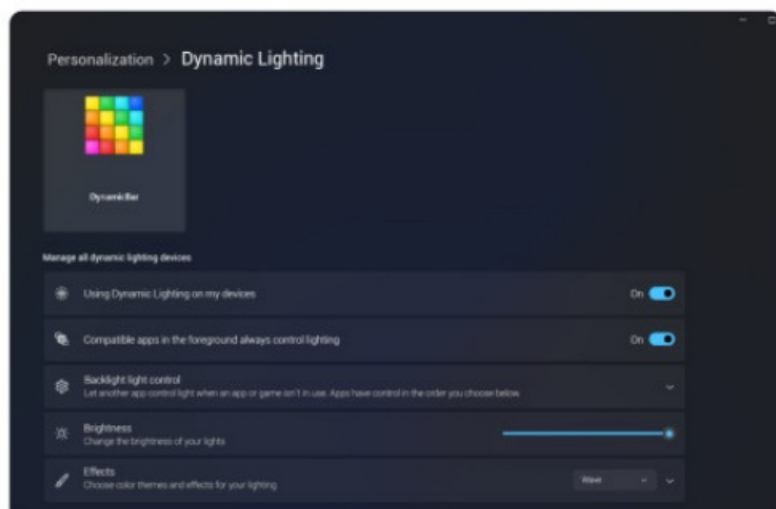 Personalization > Dynamic Lighting
DynamicBar
Manage all dynamic lighting devices
Using Dynamic Lighting on my devices
On
Compatible apps in the foreground always control lighting
On
Backlight light control
Let another app control light when an app or game isn't in use. Apps have control in the order you choose below.
Brightness
Change the brightness of your lights
Effects
Choose color themes and effects for your lighting
Wave